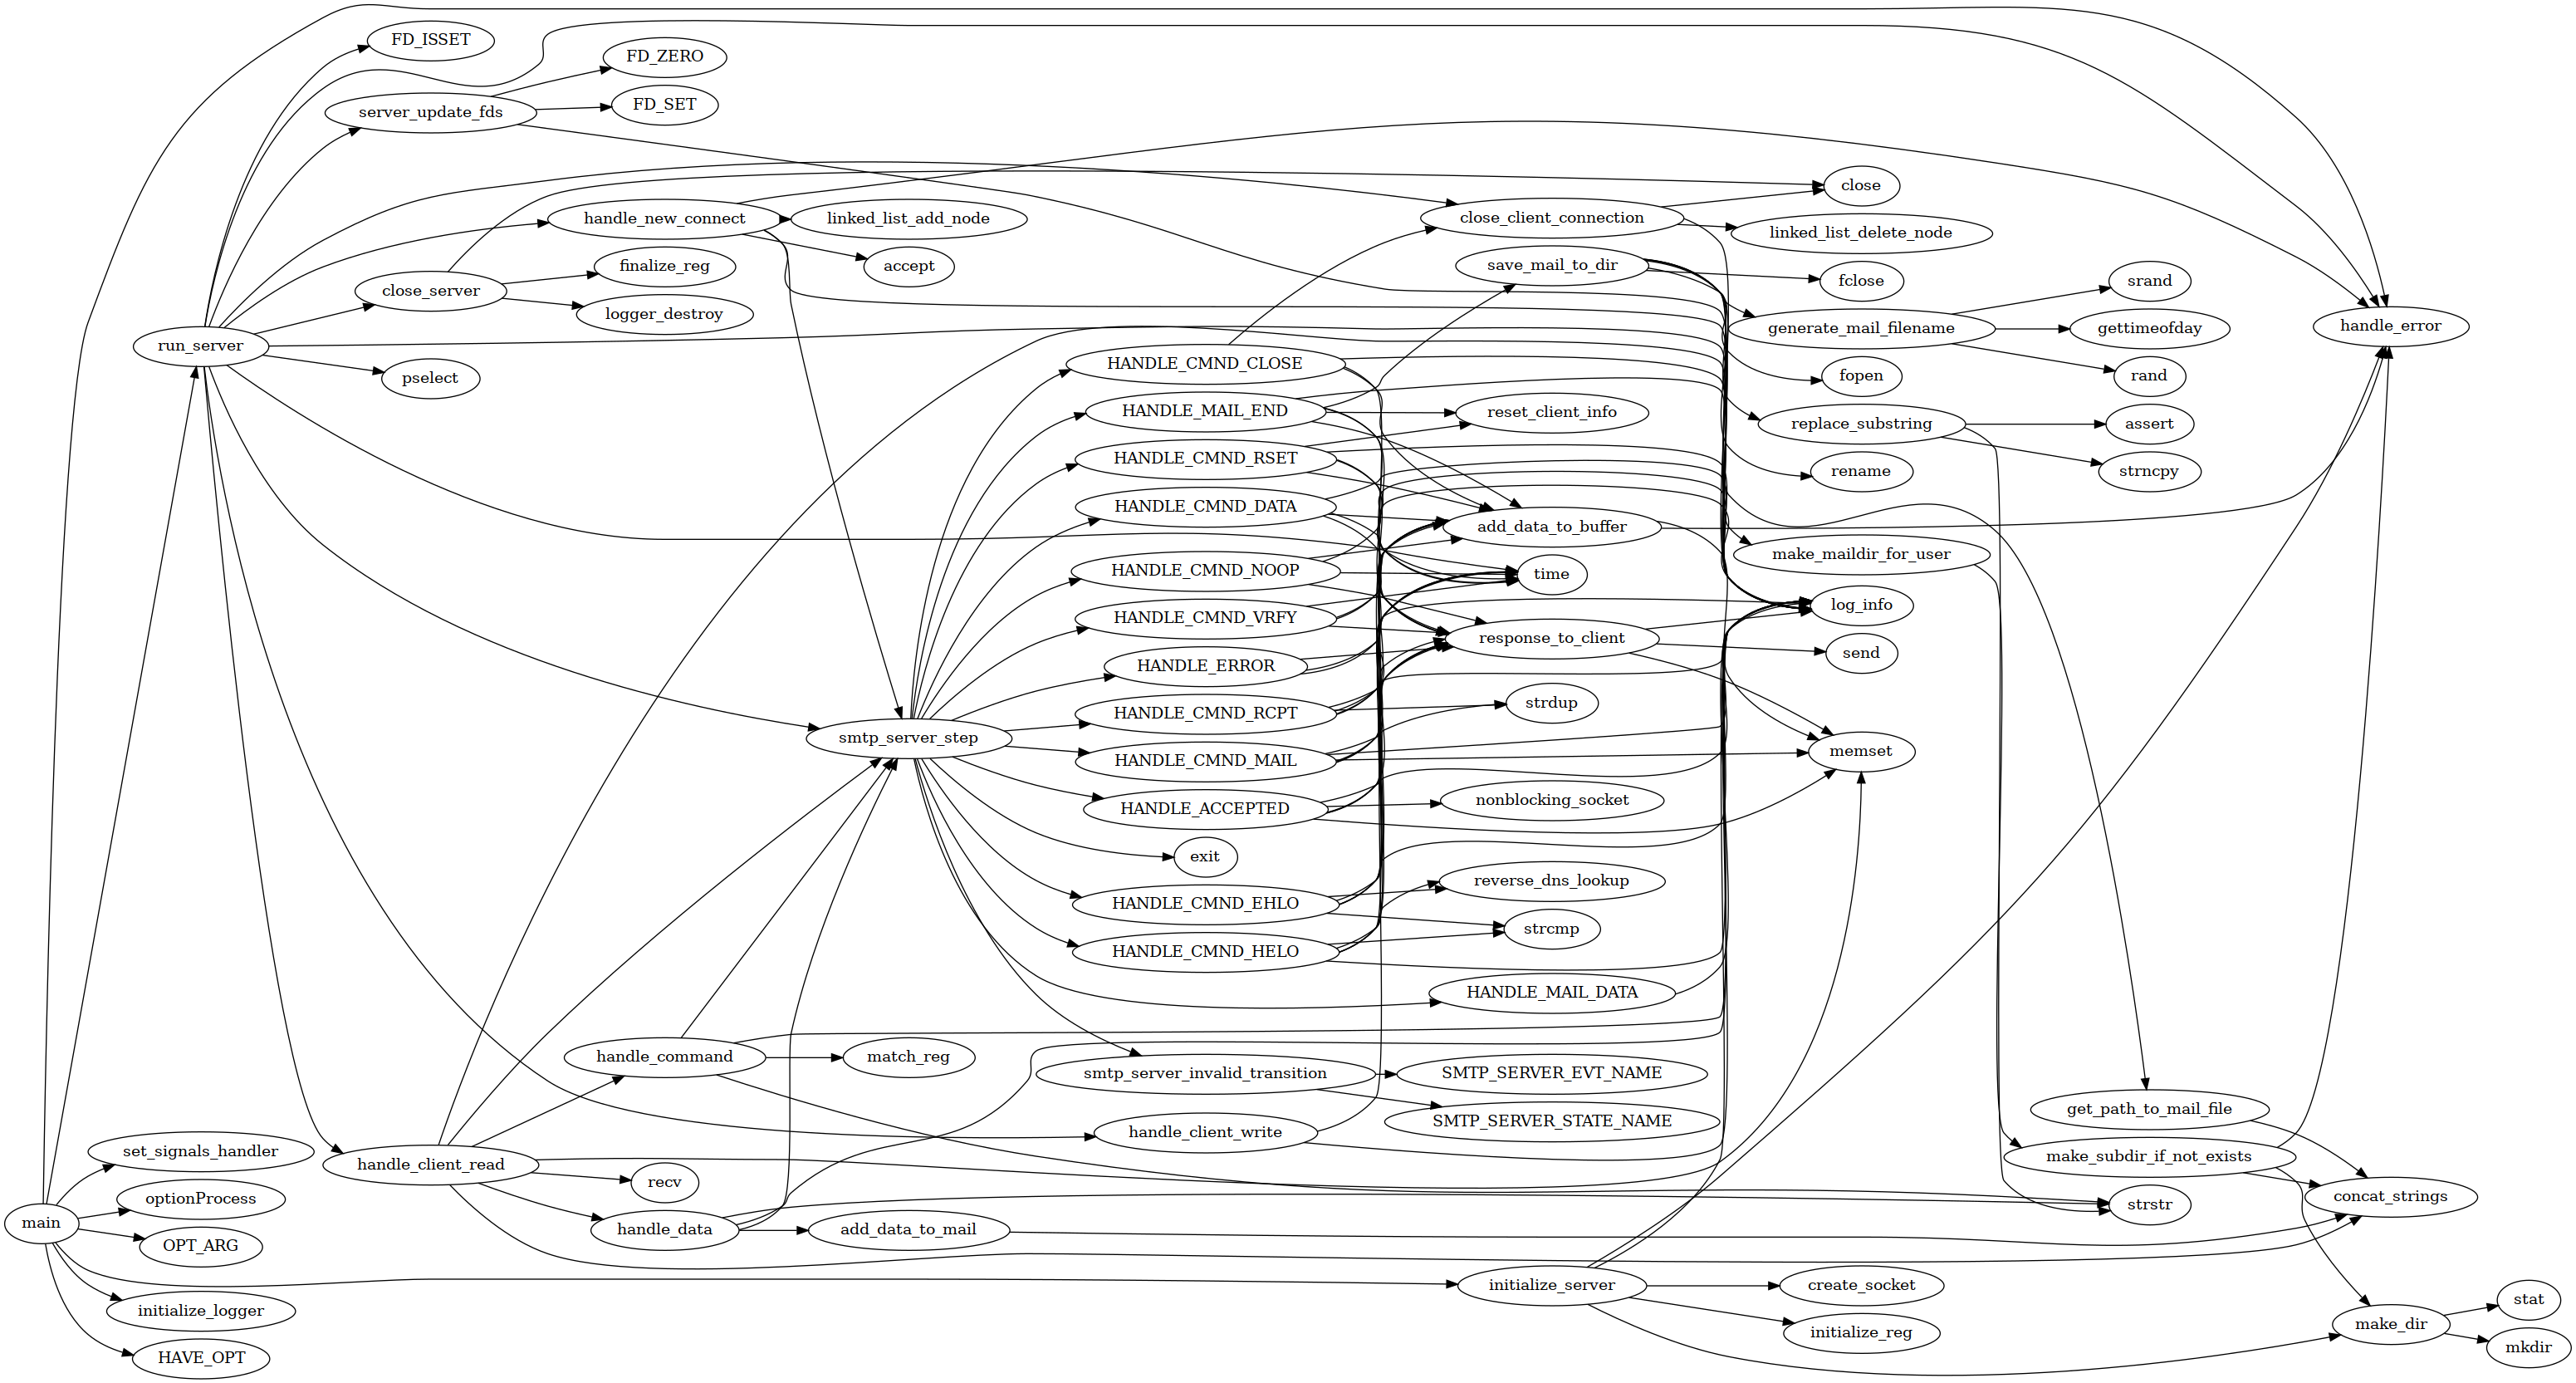 FD_ISSET
FD_ZERO
FD_SET
server_update_fds
close
handle_new_connect
linked_list_add_node
close_client_connection
linked_list_delete_node
finalize_reg
accept
save_mail_to_dir
fclose
srand
close_server
logger_destroy
generate_mail_filename
gettimeofday
handle_error
run_server
pselect
HANDLE_CMND_CLOSE
fopen
rand
HANDLE_MAIL_END
reset_client_info
replace_substring
assert
HANDLE_CMND_RSET
rename
strncpy
HANDLE_CMND_DATA
add_data_to_buffer
make_maildir_for_user
HANDLE_CMND_NOOP
time
log_info
HANDLE_CMND_VRFY
response_to_client
send
HANDLE_ERROR
HANDLE_CMND_RCPT
strdup
smtp_server_step
memset
HANDLE_CMND_MAIL
nonblocking_socket
HANDLE_ACCEPTED
exit
reverse_dns_lookup
HANDLE_CMND_EHLO
strcmp
HANDLE_CMND_HELO
HANDLE_MAIL_DATA
handle_command
match_reg
smtp_server_invalid_transition
SMTP_SERVER_EVT_NAME
SMTP_SERVER_STATE_NAME
get_path_to_mail_file
handle_client_write
set_signals_handler
handle_client_read
make_subdir_if_not_exists
recv
optionProcess
concat_strings
strstr
main
handle_data
add_data_to_mail
OPT_ARG
initialize_server
create_socket
initialize_logger
initialize_reg
make_dir
stat
HAVE_OPT
mkdir